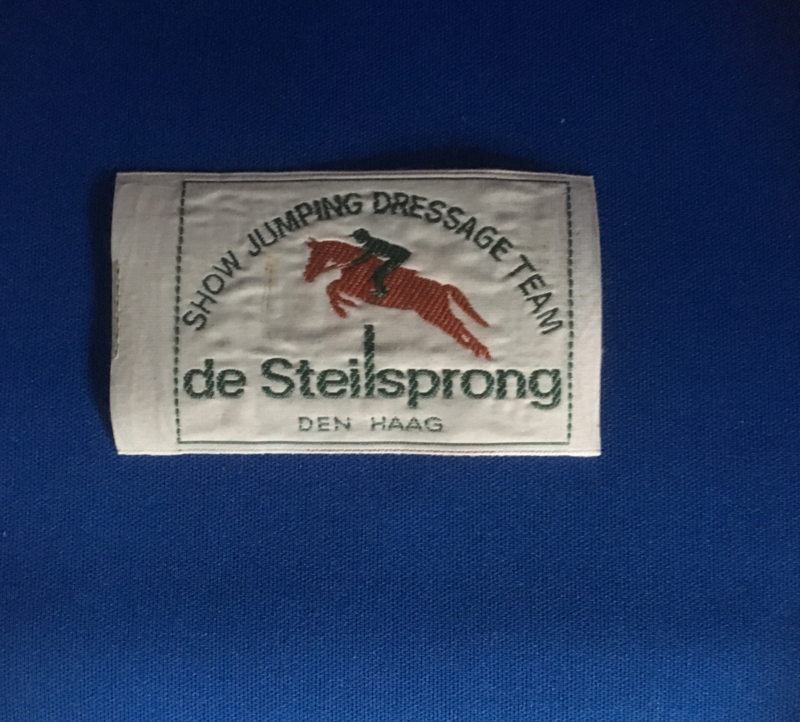 SHOW JUMPING DRESSAGE TEAM
de Steilsprong
DEN HAAG